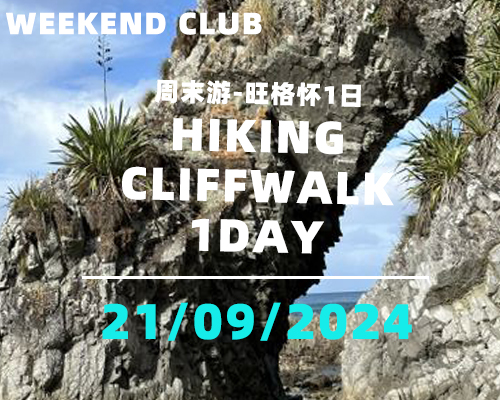 WEEKEND CLUB
周末游-旺格怀1日
HIKING
CLIFFWALK
1DAY
21/09/2024